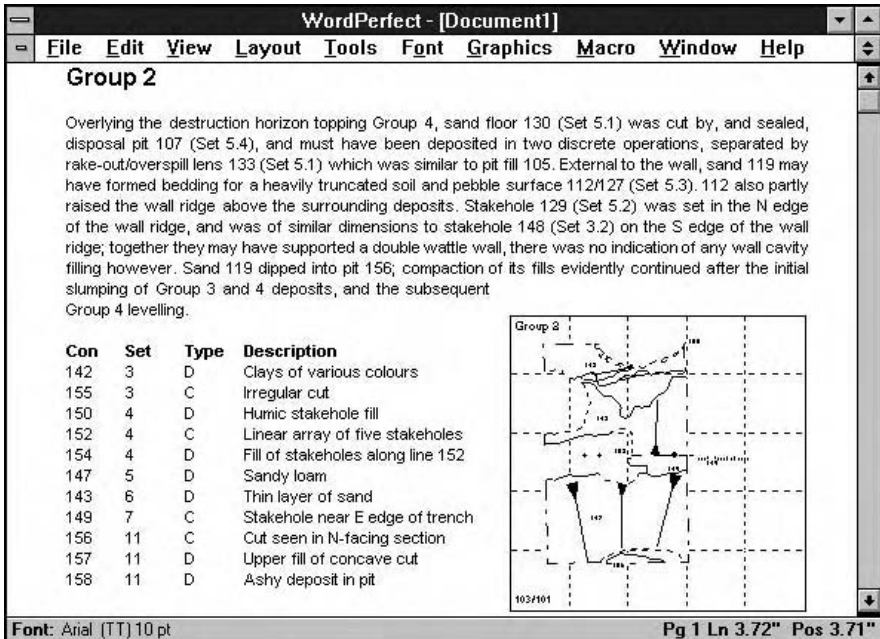 WordPerfect - [Document1]
File Edit View Layout Tools Font Graphics Macro Window Help
Group 2
Overlying the destruction horizon topping Group 4, sand floor 130 (Set 5.1) was cut by, and sealed,
disposal pit 107 (Set 5.4), and must have been deposited in two discrete operations, separated by
rake-out/overspill lens 133 (Set 5.1) which was similar to pit fill 105. External to the wall, sand 119 may
have formed bedding for a heavily truncated soil and pebble surface 112/127 (Set 5.3). 112 also partly
raised the wall ridge above the surrounding deposits. Stakehole 129 (Set 5.2) was set in the N edge
of the wall ridge, and was of similar dimensions to stakehole 148 (Set 3.2) on the S edge of the wall
ridge; together they may have supported a double wattle wall, there was no indication of any wall cavity
filling however. Sand 119 dipped into pit 156; compaction of its fills evidently continued after the initial
slumping of Group 3 and 4 deposits, and the subsequent
Group 4 levelling.
Con Set Type Description
142 3 D Clays of various colours
155 3 C Irregular cut
150 4 D Humic stakehole fill
152 4 C Linear array of five stakeholes
154 4 D Fill of stakeholes along line 152
147 5 D Sandy loam
143 6 D Thin layer of sand
149 7 C Stakehole near E edge of trench
156 11 C Cut seen in N-facing section
157 11 D Upper fill of concave cut
158 11 D Ashy deposit in pit
Group 2
142
103/101
Font: Arial (TT) 10 pt
Pg 1 Ln 3.72" Pos 3.71"